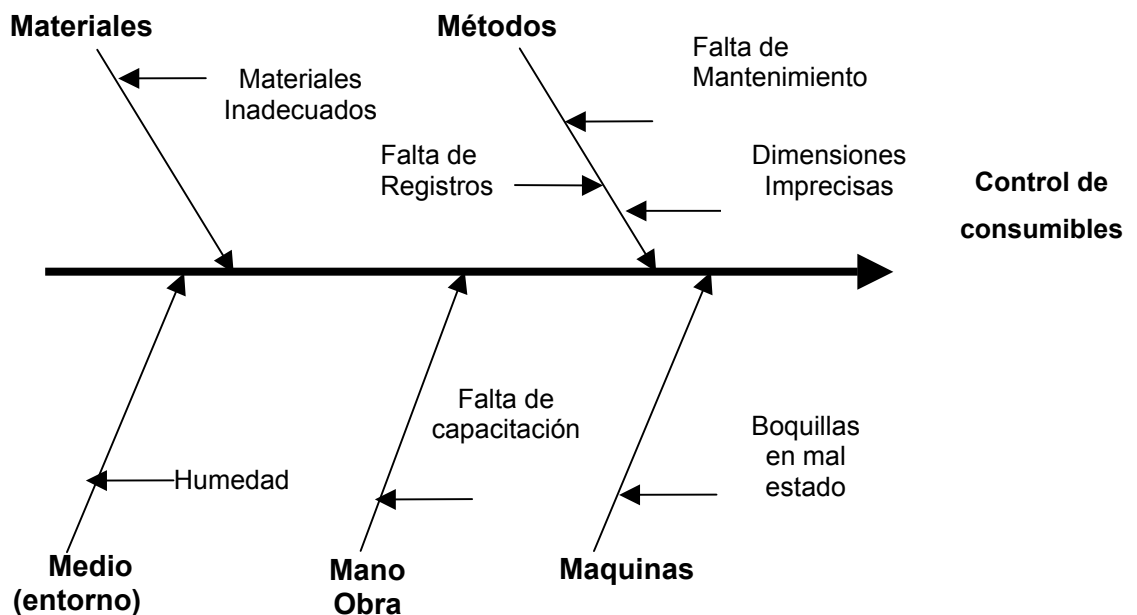 Materiales
Métodos
Falta de
Mantenimiento
Materiales
Inadecuados
Falta de
Registros
Dimensiones
Imprecisas
Control de
consumibles
Falta de
capacitación
Boquillas
en mal
estado
Humedad
Medio
(entorno)
Mano
Obra
Maquinas